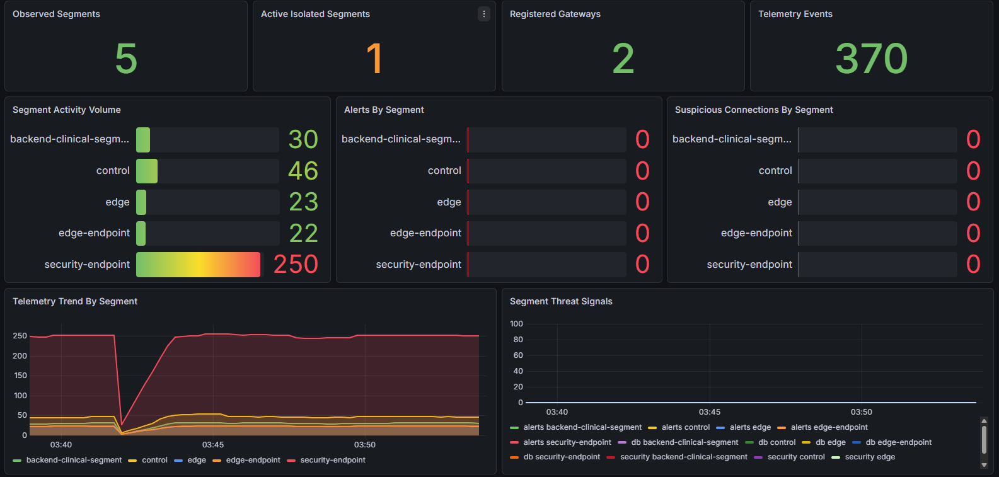 Observed Segments
5
Active Isolated Segments
1
Registered Gateways
2
Telemetry Events
370
Segment Activity Volume
backend-clinical-segm... 30
control 46
edge 23
edge-endpoint 22
security-endpoint 250
Alerts By Segment
backend-clinical-segm... 0
control 0
edge 0
edge-endpoint 0
security-endpoint 0
Suspicious Connections By Segment
backend-clinical-segm... 0
control 0
edge 0
edge-endpoint 0
security-endpoint 0
Telemetry Trend By Segment
250
200
150
100
50
0
03:40 03:45 03:50
backend-clinical-segment control edge edge-endpoint security-endpoint
Segment Threat Signals
100
80
60
40
20
0
03:40 03:45 03:50
alerts backend-clinical-segment alerts control alerts edge alerts edge-endpoint
alerts security-endpoint db backend-clinical-segment db control db edge db edge-endpoint
db security-endpoint security backend-clinical-segment security control security edge